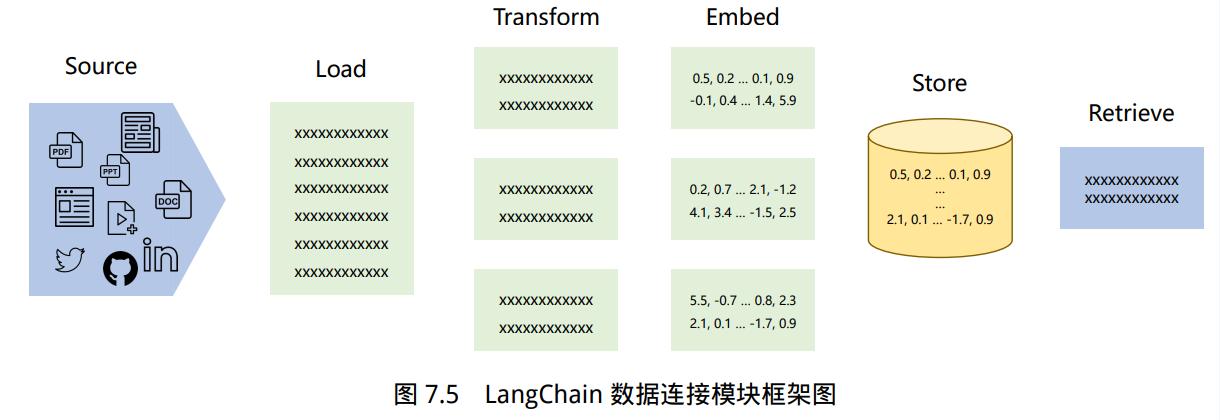 Source
PDF
PPT
DOC
in
Load
xxxxxxxxxxxx
xxxxxxxxxxxx
xxxxxxxxxxxx
xxxxxxxxxxxx
xxxxxxxxxxxx
xxxxxxxxxxxx
Transform
xxxxxxxxxxxx
xxxxxxxxxxxx
xxxxxxxxxxxx
xxxxxxxxxxxx
xxxxxxxxxxxx
xxxxxxxxxxxx
Embed
0.5, 0.2 ... 0.1, 0.9
-0.1, 0.4 ... 1.4, 5.9
0.2, 0.7 ... 2.1, -1.2
4.1, 3.4 ... -1.5, 2.5
5.5, -0.7 ... 0.8, 2.3
2.1, 0.1 ... -1.7, 0.9
Store
0.5, 0.2 ... 0.1, 0.9
...
...
2.1, 0.1 ... -1.7, 0.9
Retrieve
xxxxxxxxxxxx
xxxxxxxxxxxx
图 7.5 LangChain 数据连接模块框架图